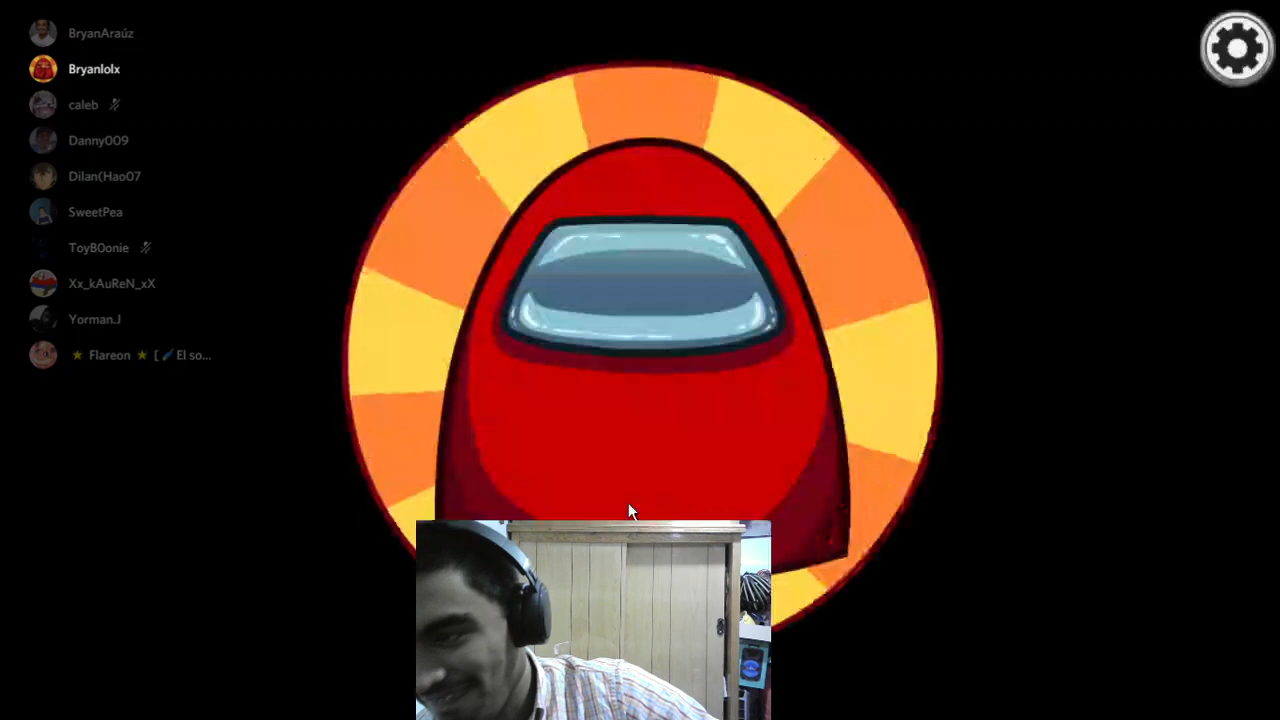 BryanAraúz
Bryanlolx
caleb
Danny009
Dilan(Hao07
SweetPea
ToyB0onie
Xx_kAuReN_xX
Yorman.J
★ Flareon ★ [ 🖊️El so...